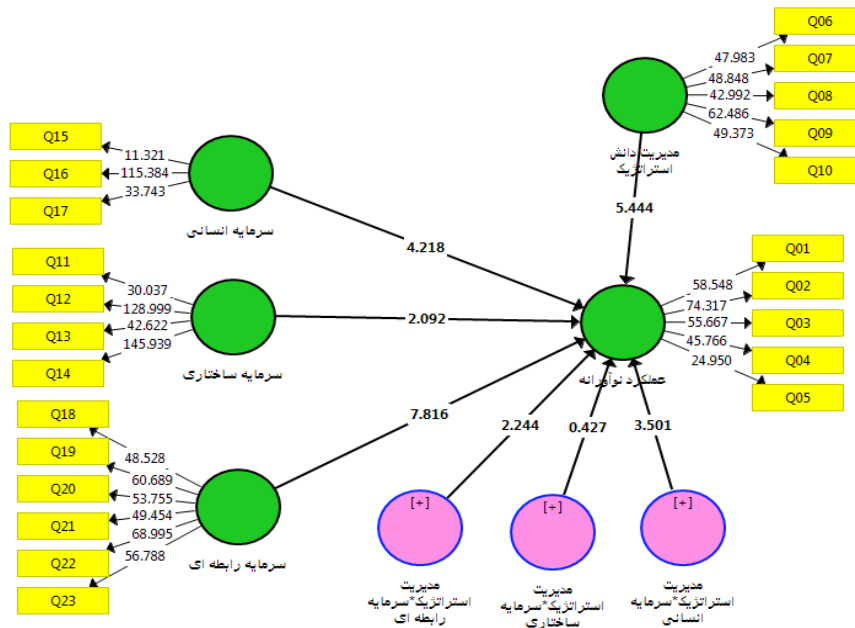 Q06
Q07
Q08
Q09
Q10
47.983
48.848
42.992
62.486
49.373
مدیریت دانش
استراتژیک
5.444
Q15
Q16
Q17
11.321
115.384
33.743
سرمایه انسانی
4.218
Q11
Q12
Q13
Q14
30.037
128.999
42.622
145.939
سرمایه ساختاری
2.092
Q01
Q02
Q03
Q04
Q05
58.548
74.317
55.667
45.766
24.950
عملکرد نوآورانه
Q18
Q19
Q20
Q21
Q22
Q23
48.528
60.689
53.755
49.454
68.995
56.788
سرمایه رابطه ای
7.816
2.244
0.427
3.501
[+]
مدیریت
استراتژیک*سرمایه
رابطه ای
[+]
مدیریت
استراتژیک*سرمایه
ساختاری
[+]
مدیریت
استراتژیک*سرمایه
انسانی